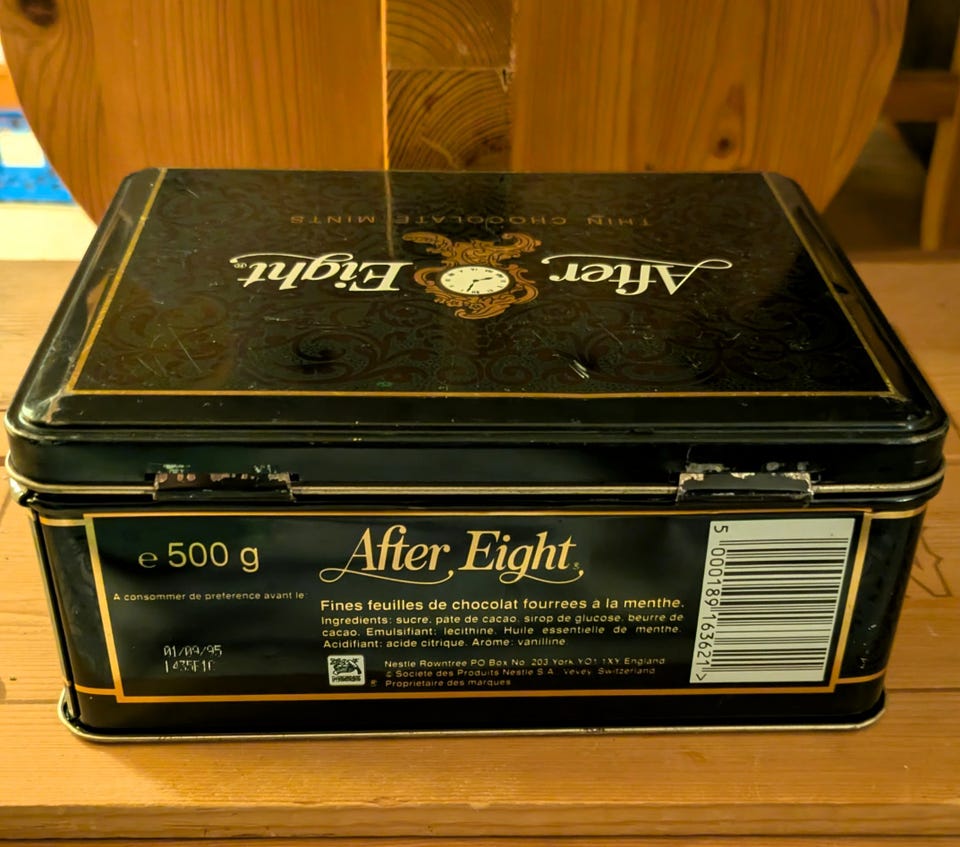 THIN CHOCOLATE MINTS
After Eight®
After Eight
e 500 g
A consommer de preference avant le:
01/09/95
Fines feuilles de chocolat fourrees à la menthe.
Ingredients: sucre, pate de cacao, sirop de glucose, beurre de
cacao. Emulsifiant: lecithine. Huile essentielle de menthe.
Acidifiant: acide citrique. Arome: vanilline
Nestle Rowntree PO Box No. 203 York YO1 1XY England
© Societe des Produits Nestle S.A. Vevey Switzerland
® Proprietaire des marques
5 000189 163621 >